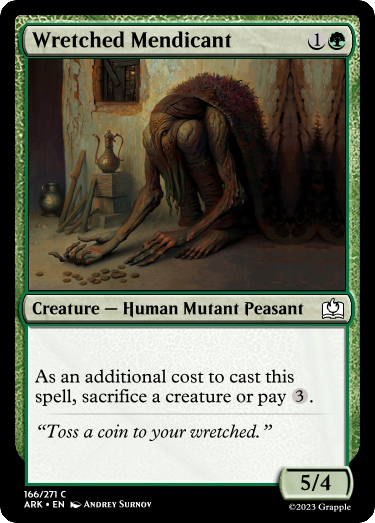 Wretched Mendicant 1
Creature — Human Mutant Peasant
As an additional cost to cast this
spell, sacrifice a creature or pay 3.
“Toss a coin to your wretched.”
5/4
166/271 C
ARK • EN Andrey Surnov
©2023 Grapple